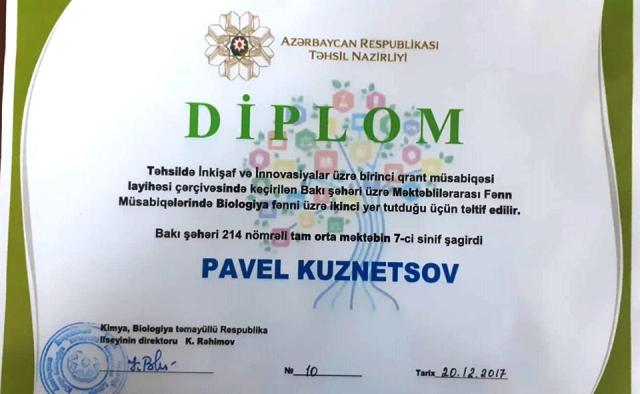 AZƏRBAYCAN RESPUBLİKASI
TƏHSİL NAZİRLİYİ
DİPLOM
Təhsildə İnkişaf və İnnovasiyalar üzrə birinci qrant müsabiqəsi
layihəsi çərçivəsində keçirilən Bakı şəhəri üzrə Məktəblilərarası Fənn
Müsabiqələrində Biologiya fənni üzrə ikinci yer tutduğu üçün təltif edilir.
Bakı şəhəri 214 nömrəli tam orta məktəbin 7-ci sinif şagirdi
PAVEL KUZNETSOV
Kimya, Biologiya təmayüllü Respublika
liseyinin direktoru K. Rəhimov
№ 10
Tarix 20.12.2017